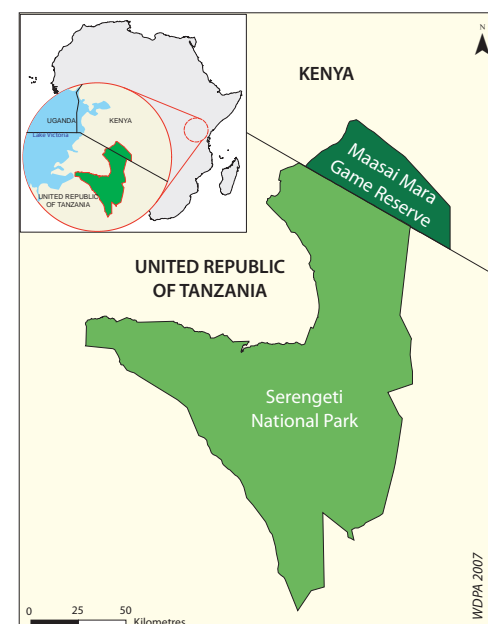 N
KENYA
UGANDA
KENYA
Lake Victoria
UNITED REPUBLIC
OF TANZANIA
Maasai Mara
Game Reserve
UNITED REPUBLIC
OF TANZANIA
Serengeti
National Park
WDPA 2007
0 25 50
Kilometres